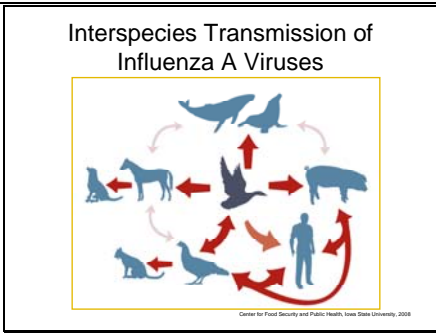 Interspecies Transmission of
Influenza A Viruses
Center for Food Security and Public Health, Iowa State University, 2008